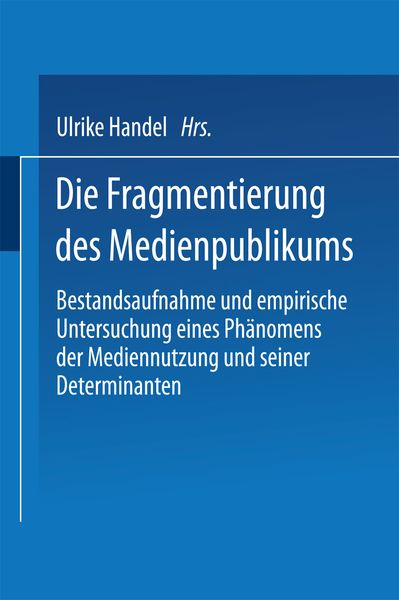 Ulrike Handel Hrs.
Die Fragmentierung
des Medienpublikums
Bestandsaufnahme und empirische
Untersuchung eines Phänomens
der Mediennutzung und seiner
Determinanten